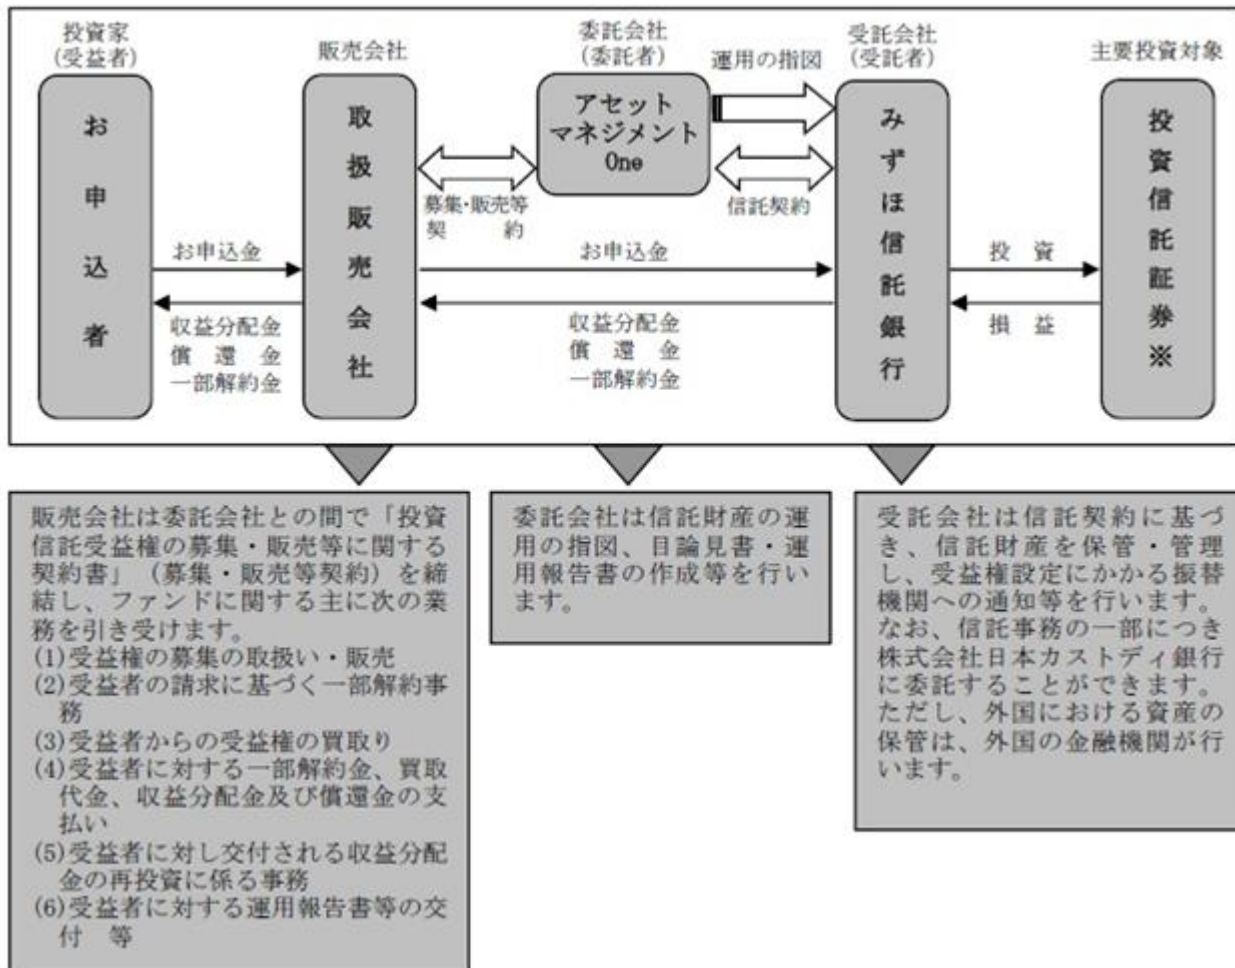 投資家
(受益者)
販売会社
委託会社
(委託者)
運用の指図
受託会社
(受託者)
主要投資対象
お申込者
取扱販売会社
アセット
マネジメント
One
みずほ信託銀行
投資信託証券※
募集・販売等
契　約
信託契約
お申込金
収益分配金
償　還　金
一部解約金
お申込金
収益分配金
償　還　金
一部解約金
投　資
損　益
販売会社は委託会社との間で「投資
信託受益権の募集・販売等に関する
契約書」（募集・販売等契約）を締
結し、ファンドに関する主に次の業
務を引き受けます。
(1)受益権の募集の取扱い・販売
(2)受益者の請求に基づく一部解約事
務
(3)受益者からの受益権の買取り
(4)受益者に対する一部解約金、買取
代金、収益分配金及び償還金の支
払い
(5)受益者に対し交付される収益分配
金の再投資に係る事務
(6)受益者に対する運用報告書等の交
付　等
委託会社は信託財産の運
用の指図、目論見書・運
用報告書の作成等を行い
ます。
受託会社は信託契約に基づ
き、信託財産を保管・管理
し、受益権設定にかかる振替
機関への通知等を行います。
なお、信託事務の一部につき
株式会社日本カストディ銀行
に委託することができます。
ただし、外国における資産の
保管は、外国の金融機関が行
います。